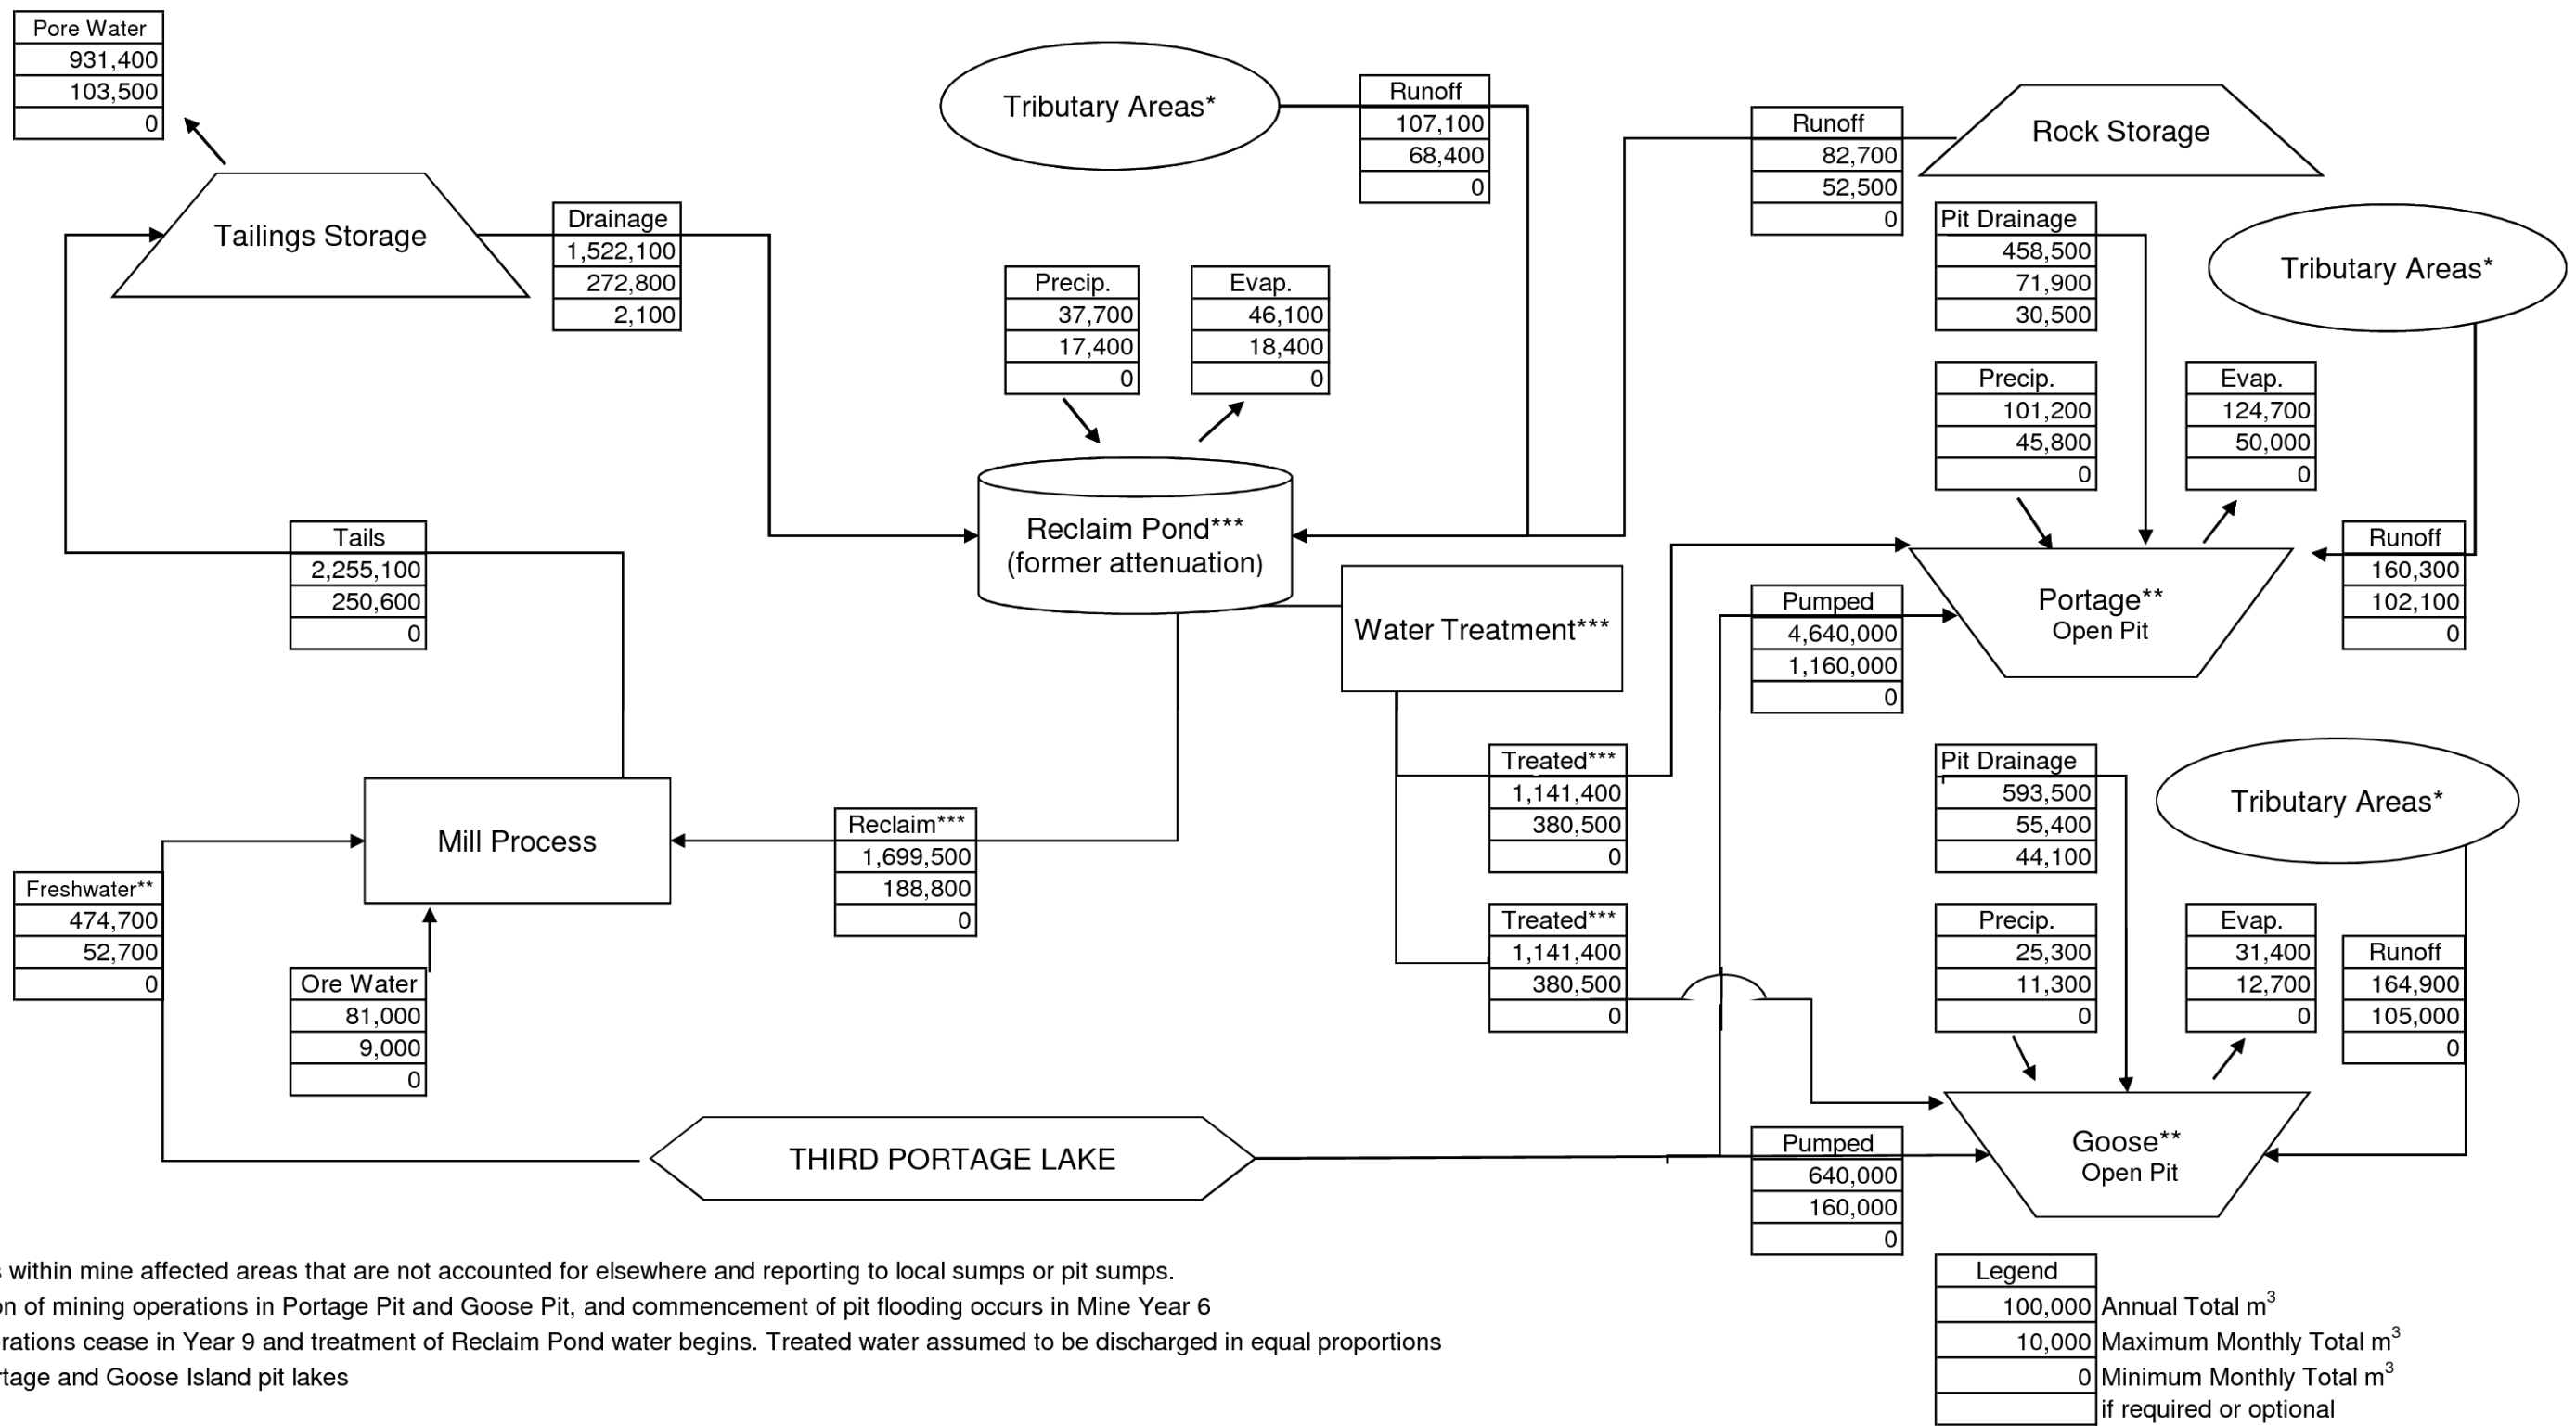 Pore Water
931,400
103,500
0
Tributary Areas*
Runoff
107,100
68,400
0
Runoff
82,700
52,500
0
Rock Storage
Tailings Storage
Drainage
1,522,100
272,800
2,100
Precip.
37,700
17,400
0
Evap.
46,100
18,400
0
Pit Drainage
458,500
71,900
30,500
Tributary Areas*
Precip.
101,200
45,800
0
Evap.
124,700
50,000
0
Runoff
160,300
102,100
0
Tails
2,255,100
250,600
0
Reclaim Pond***
(former attenuation)
Water Treatment***
Pumped
4,640,000
1,160,000
0
Portage**
Open Pit
Mill Process
Reclaim***
1,699,500
188,800
0
Treated***
1,141,400
380,500
0
Pit Drainage
593,500
55,400
44,100
Tributary Areas*
Freshwater**
474,700
52,700
0
Ore Water
81,000
9,000
0
Treated***
1,141,400
380,500
0
Precip.
25,300
11,300
0
Evap.
31,400
12,700
0
Runoff
164,900
105,000
0
THIRD PORTAGE LAKE
Pumped
640,000
160,000
0
Goose**
Open Pit
within mine affected areas that are not accounted for elsewhere and reporting to local sumps or pit sumps.
of mining operations in Portage Pit and Goose Pit, and commencement of pit flooding occurs in Mine Year 6
cease in Year 9 and treatment of Reclaim Pond water begins. Treated water assumed to be discharged in equal proportions
and Goose Island pit lakes
Legend
100,000 Annual Total m³
10,000 Maximum Monthly Total m³
0 Minimum Monthly Total m³
if required or optional